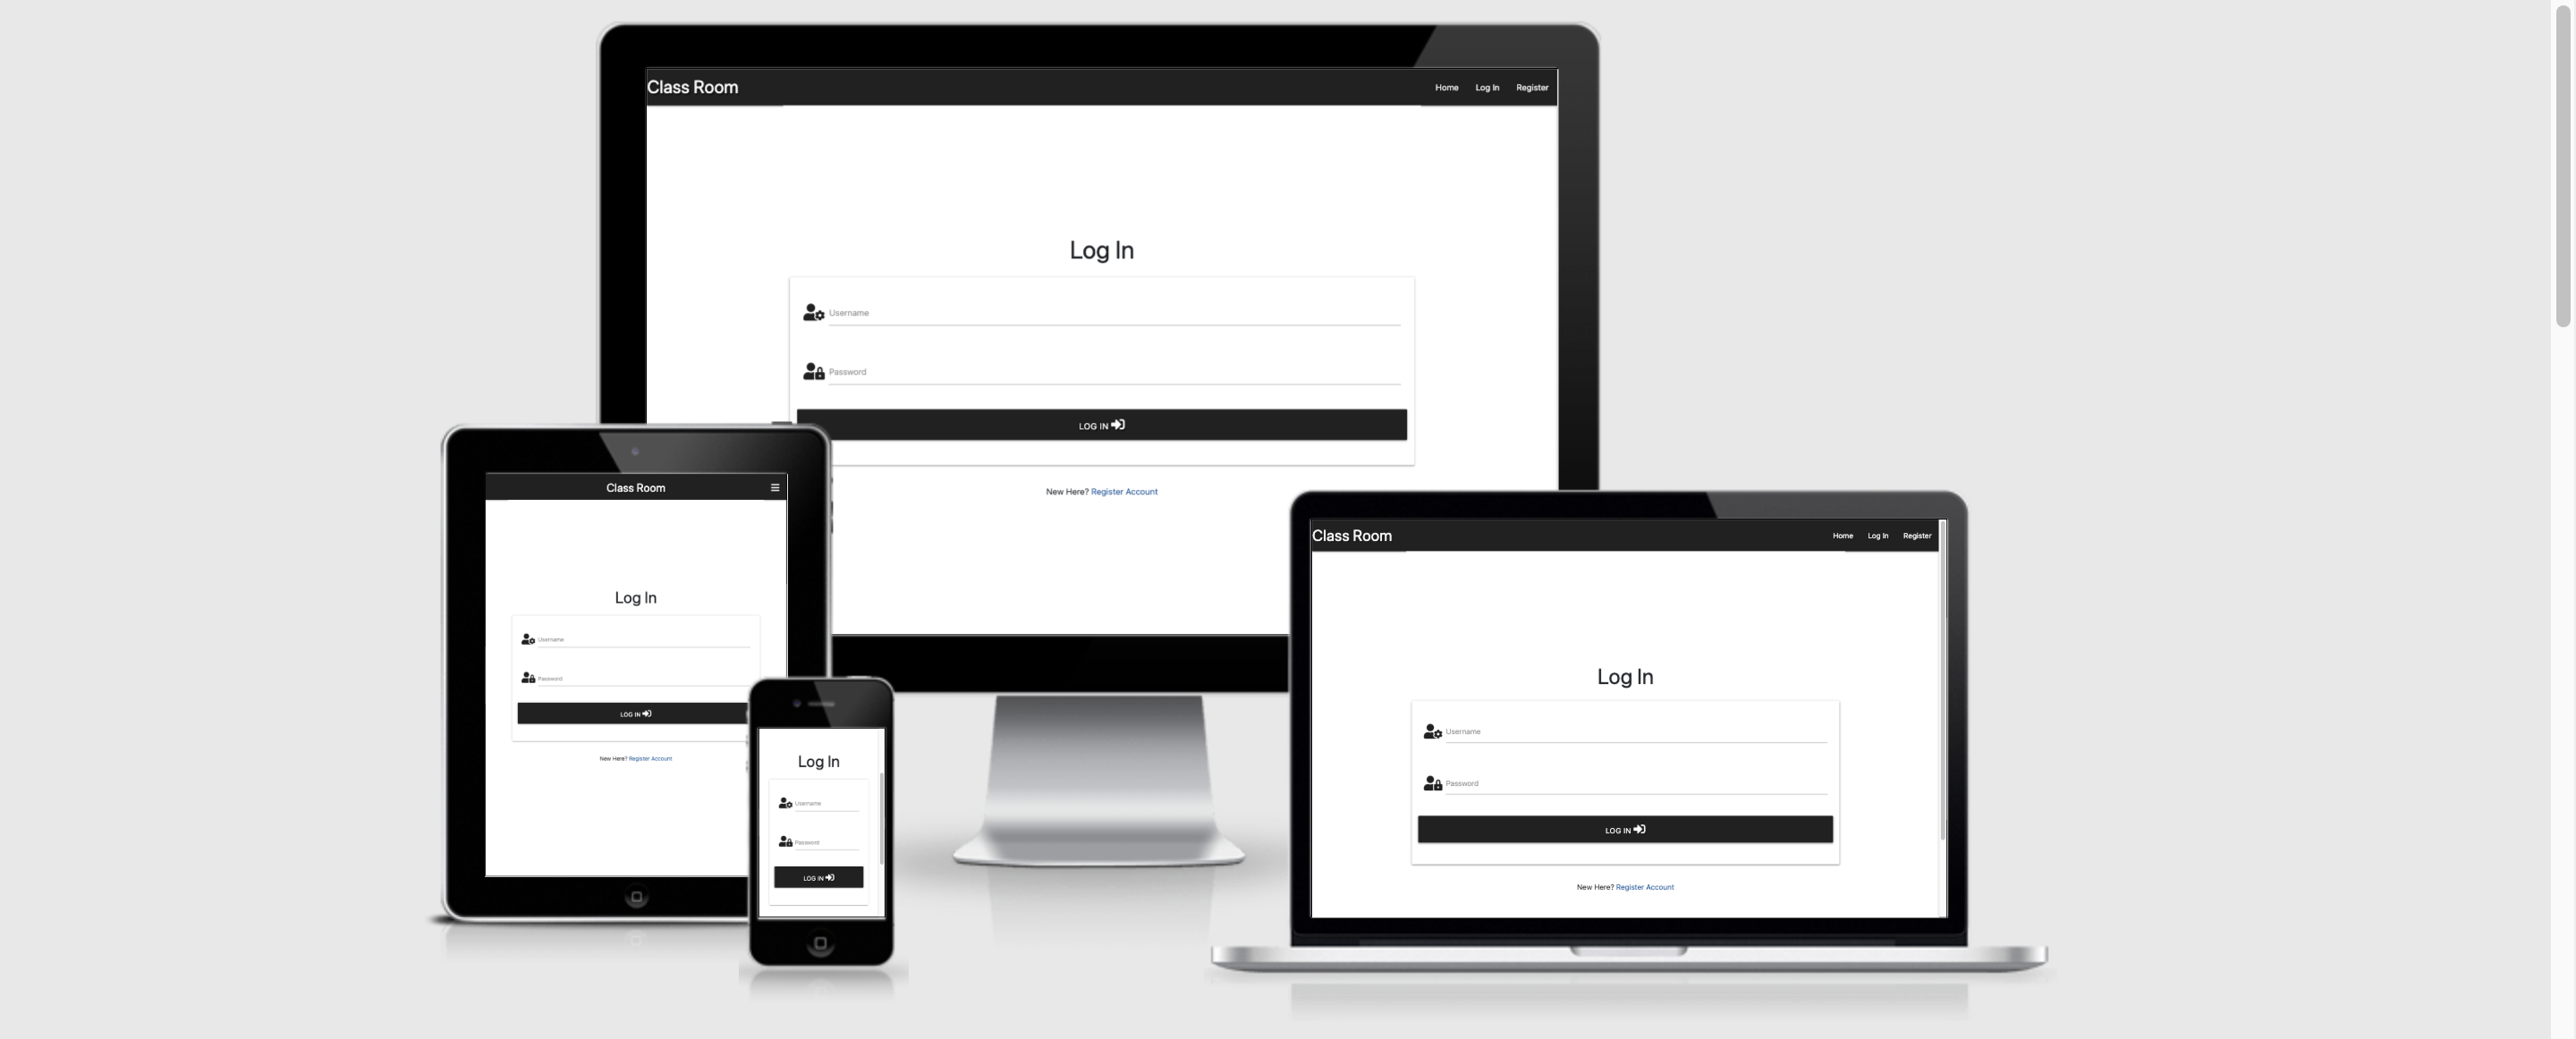 Class Room Home Log In Register
Log In
Username
Password
LOG IN
New Here? Register Account
Class Room
Log In
Username
Password
LOG IN
New Here? Register Account
Log In
Username
Password
LOG IN
Class Room Home Log In Register
Log In
Username
Password
LOG IN
New Here? Register Account